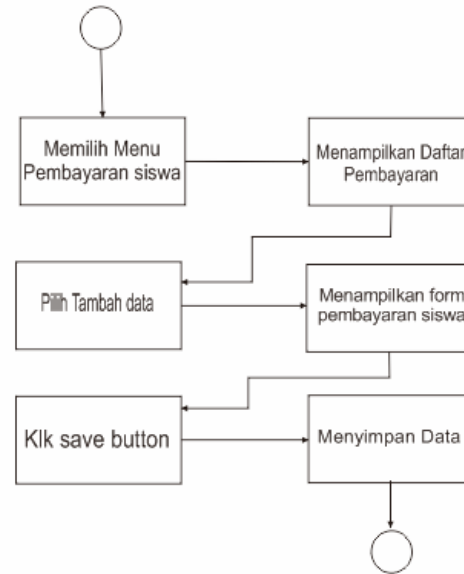 Memilih Menu
Pembayaran siswa
Menampilkan Daftar
Pembayaran
Pilih Tambah data
Menampilkan form
pembayaran siswa
Klk save button
Menyimpan Data